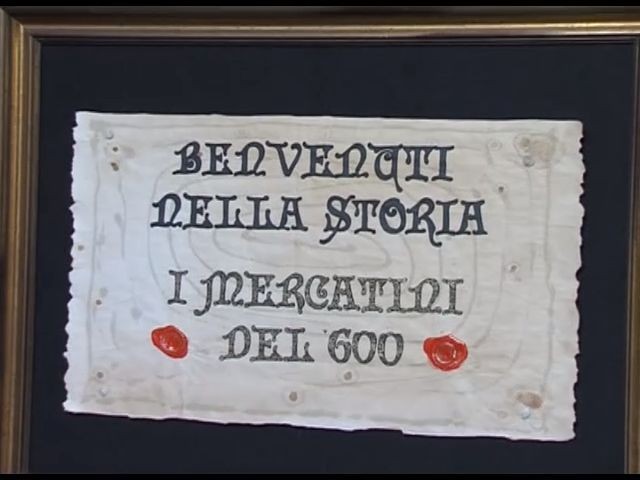 BENVENUTI
NELLA STORIA
I MERCATINI
DEL '600